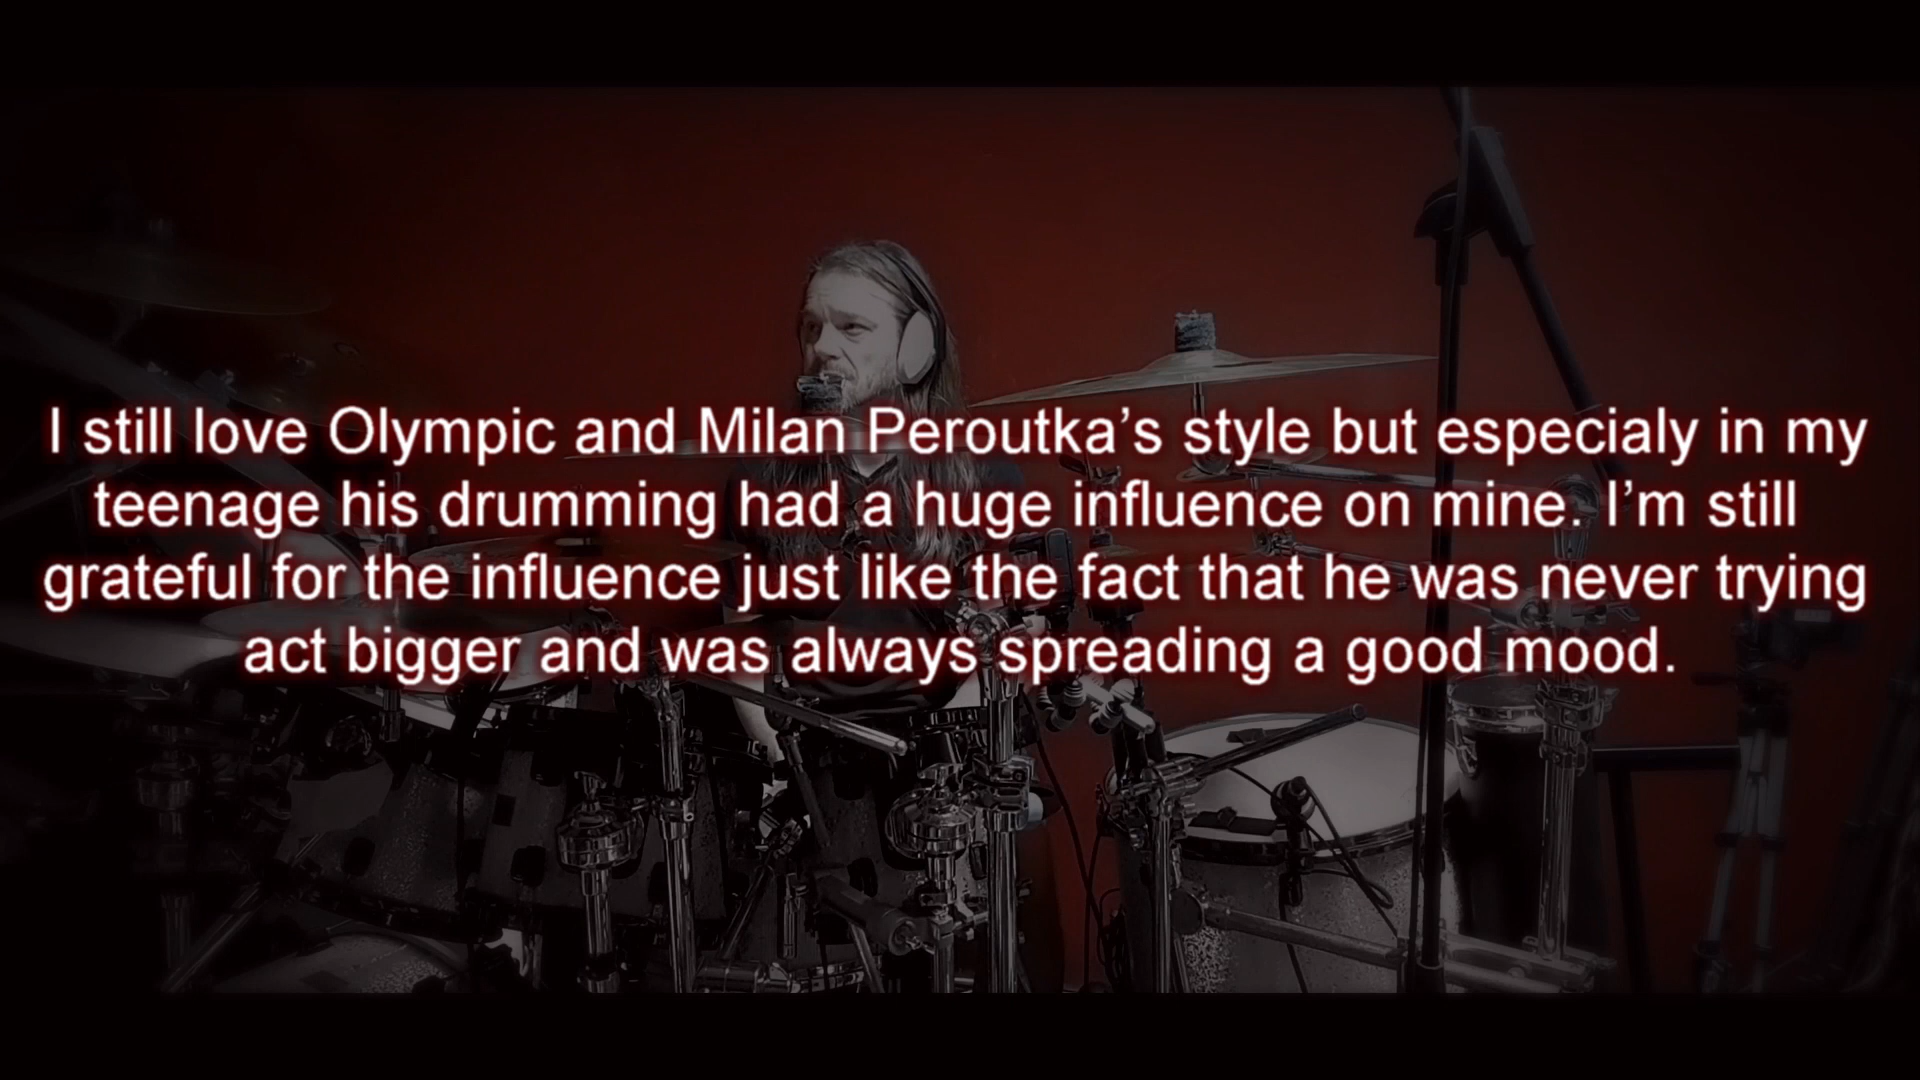 I still love Olympic and Milan Peroutka’s style but especialy in my
teenage his drumming had a huge influence on mine. I’m still
grateful for the influence just like the fact that he was never trying
act bigger and was always spreading a good mood.